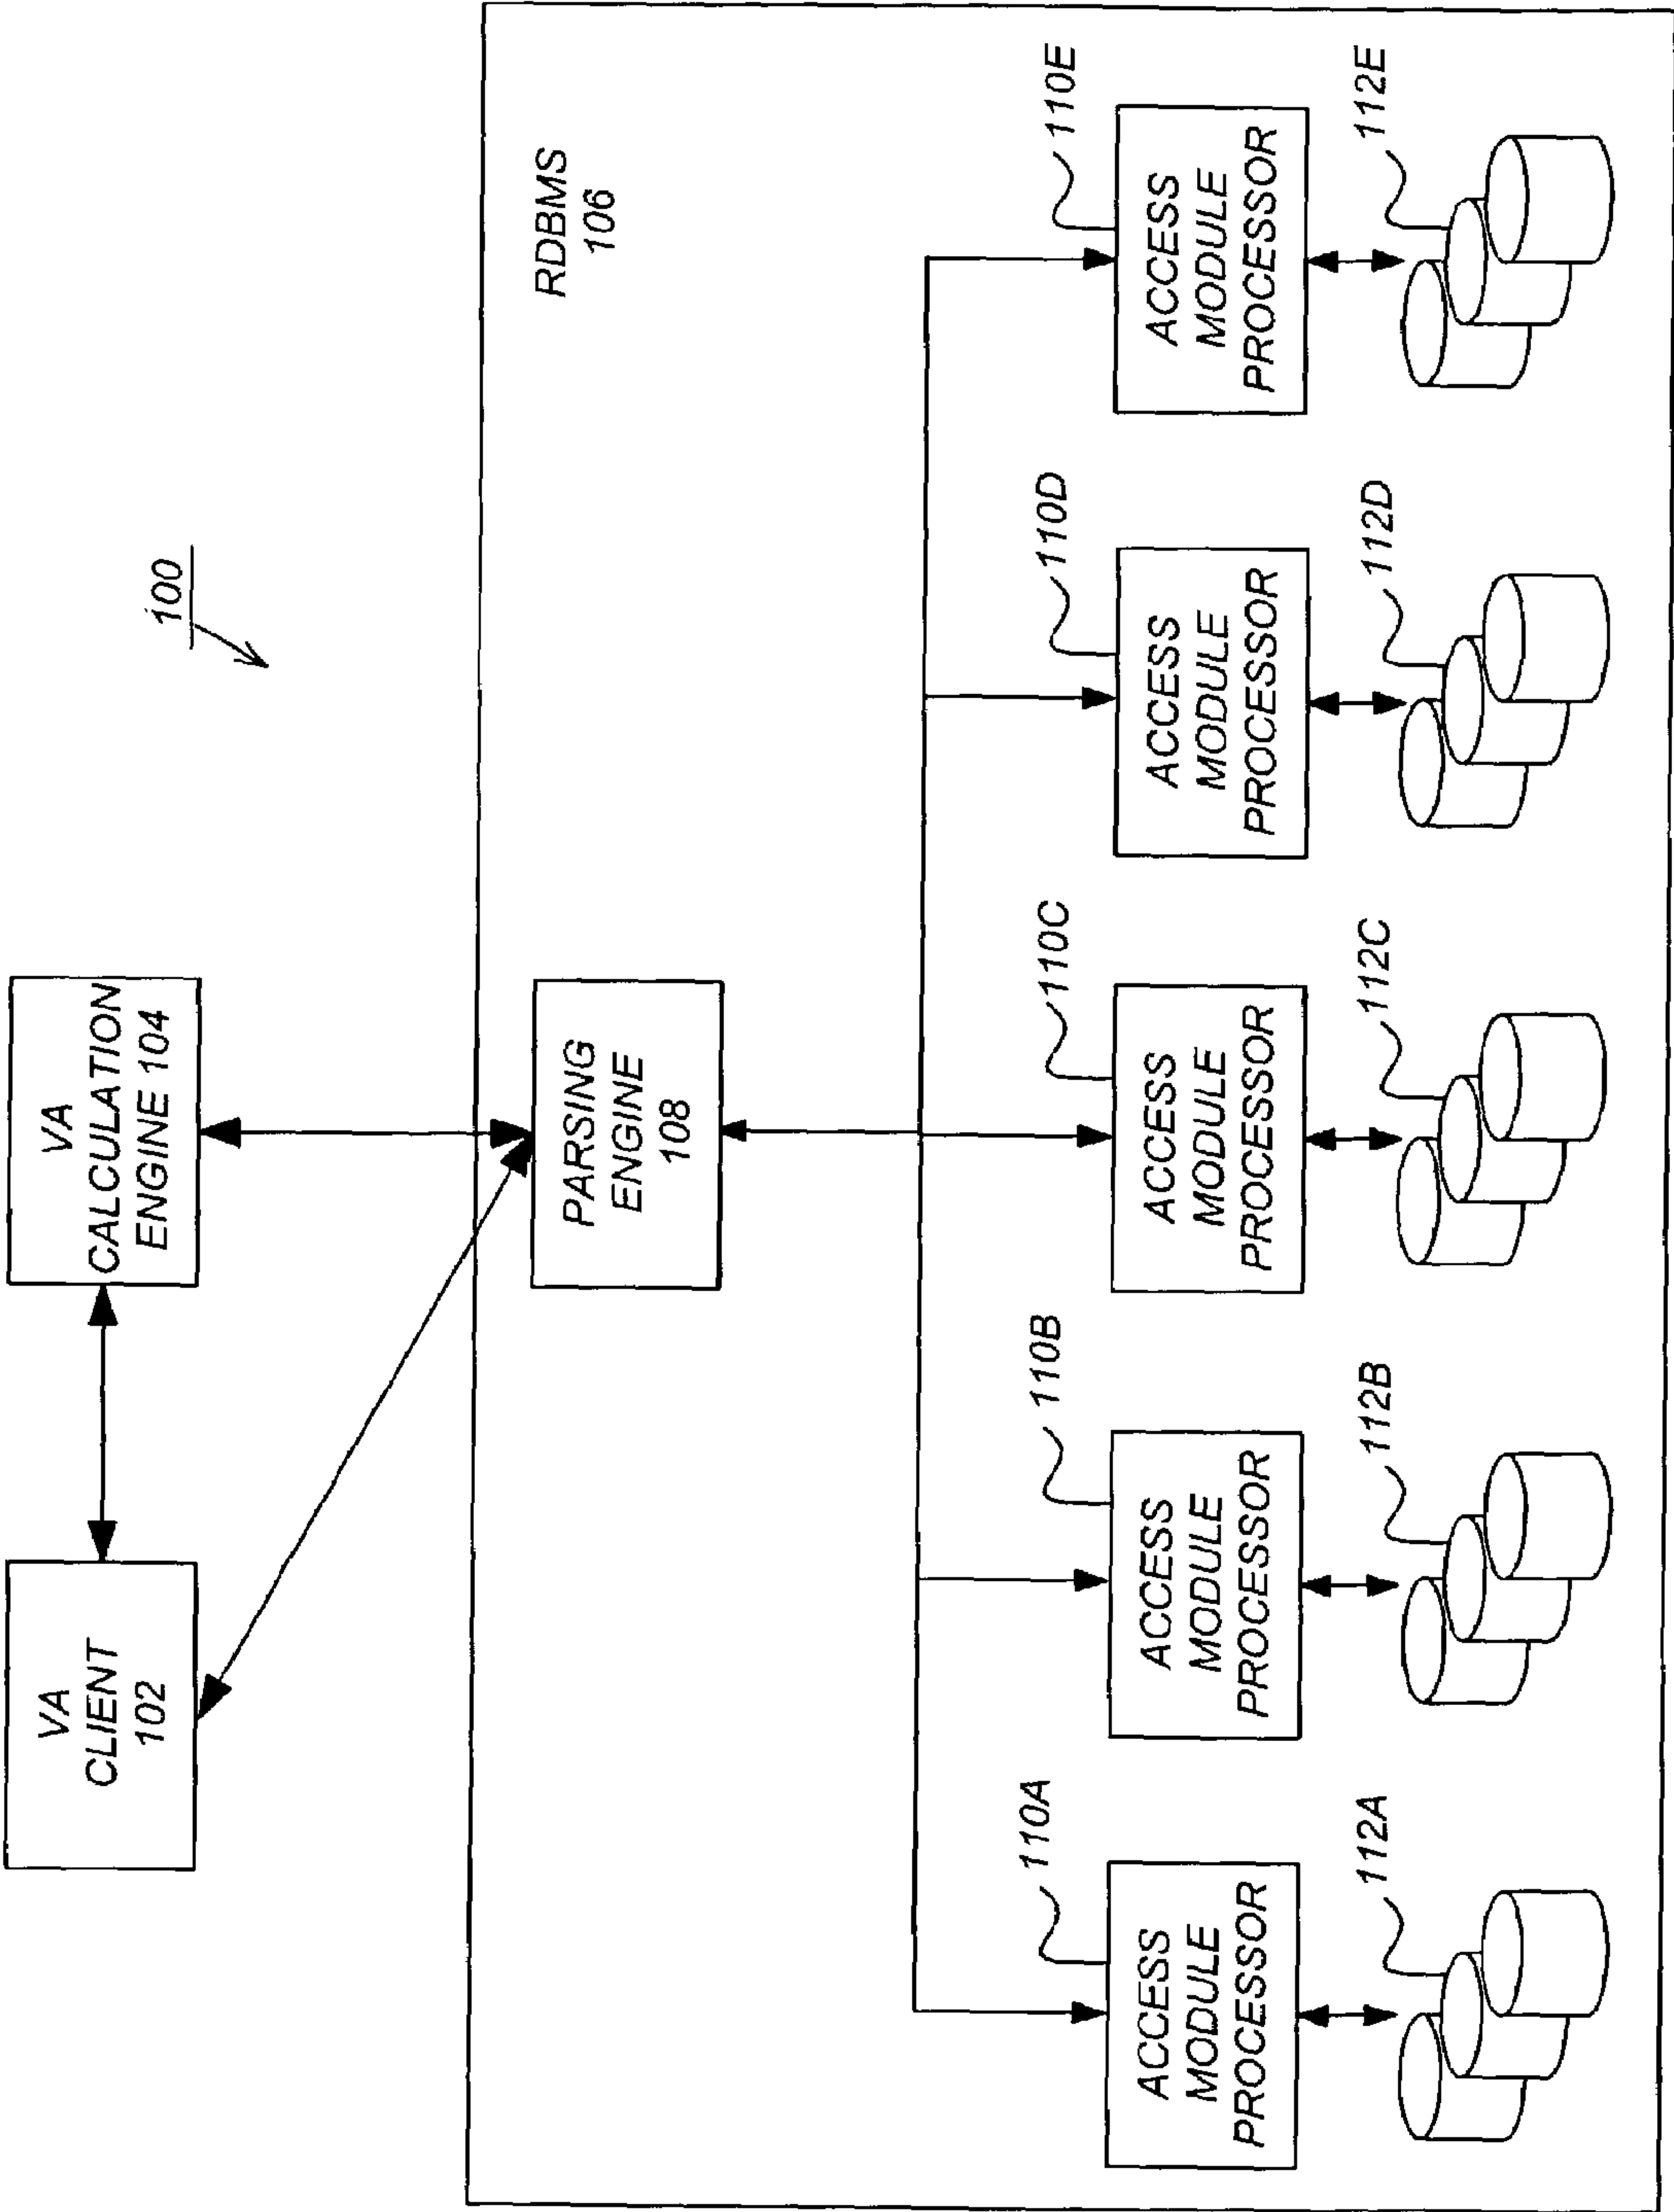 100
VA
CLIENT
102
VA
CALCULATION
ENGINE 104
RDBMS
106
PARSING
ENGINE
108
110A
110B
110C
110D
110E
ACCESS
MODULE
PROCESSOR
ACCESS
MODULE
PROCESSOR
ACCESS
MODULE
PROCESSOR
ACCESS
MODULE
PROCESSOR
ACCESS
MODULE
PROCESSOR
112A
112B
112C
112D
112E